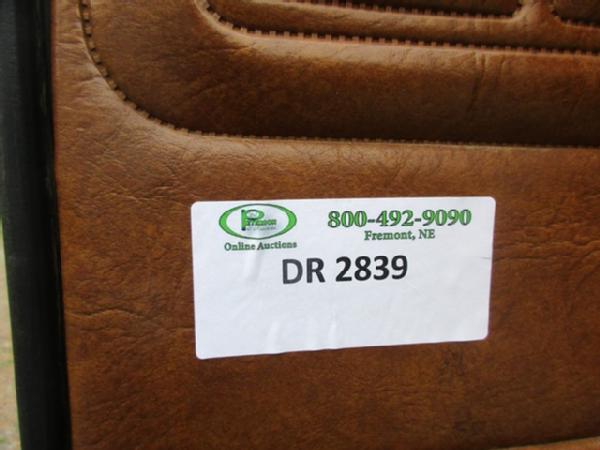 800-492-9090
Fremont, NE
Online Auctions
DR 2839